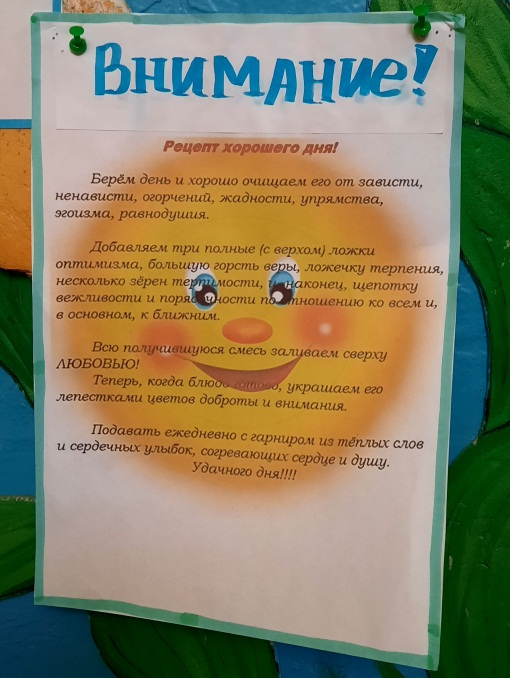 Внимание!
Рецепт хорошего дня!
Берём день и хорошо очищаем его от зависти,
ненависти, огорчений, жадности, упрямства,
эгоизма, равнодушия.
Добавляем три полные (с верхом) ложки
оптимизма, большую горсть веры, ложечку терпения,
несколько зёрен терпимости, и наконец, щепотку
вежливости и порядочности по отношению ко всем и,
в основном, к ближним.
Всю получившуюся смесь заливаем сверху
ЛЮБОВЬЮ!
Теперь, когда блюдо готово, украшаем его
лепестками цветов доброты и внимания.
Подавать ежедневно с гарниром из тёплых слов
и сердечных улыбок, согревающих сердце и душу.
Удачного дня!!!!